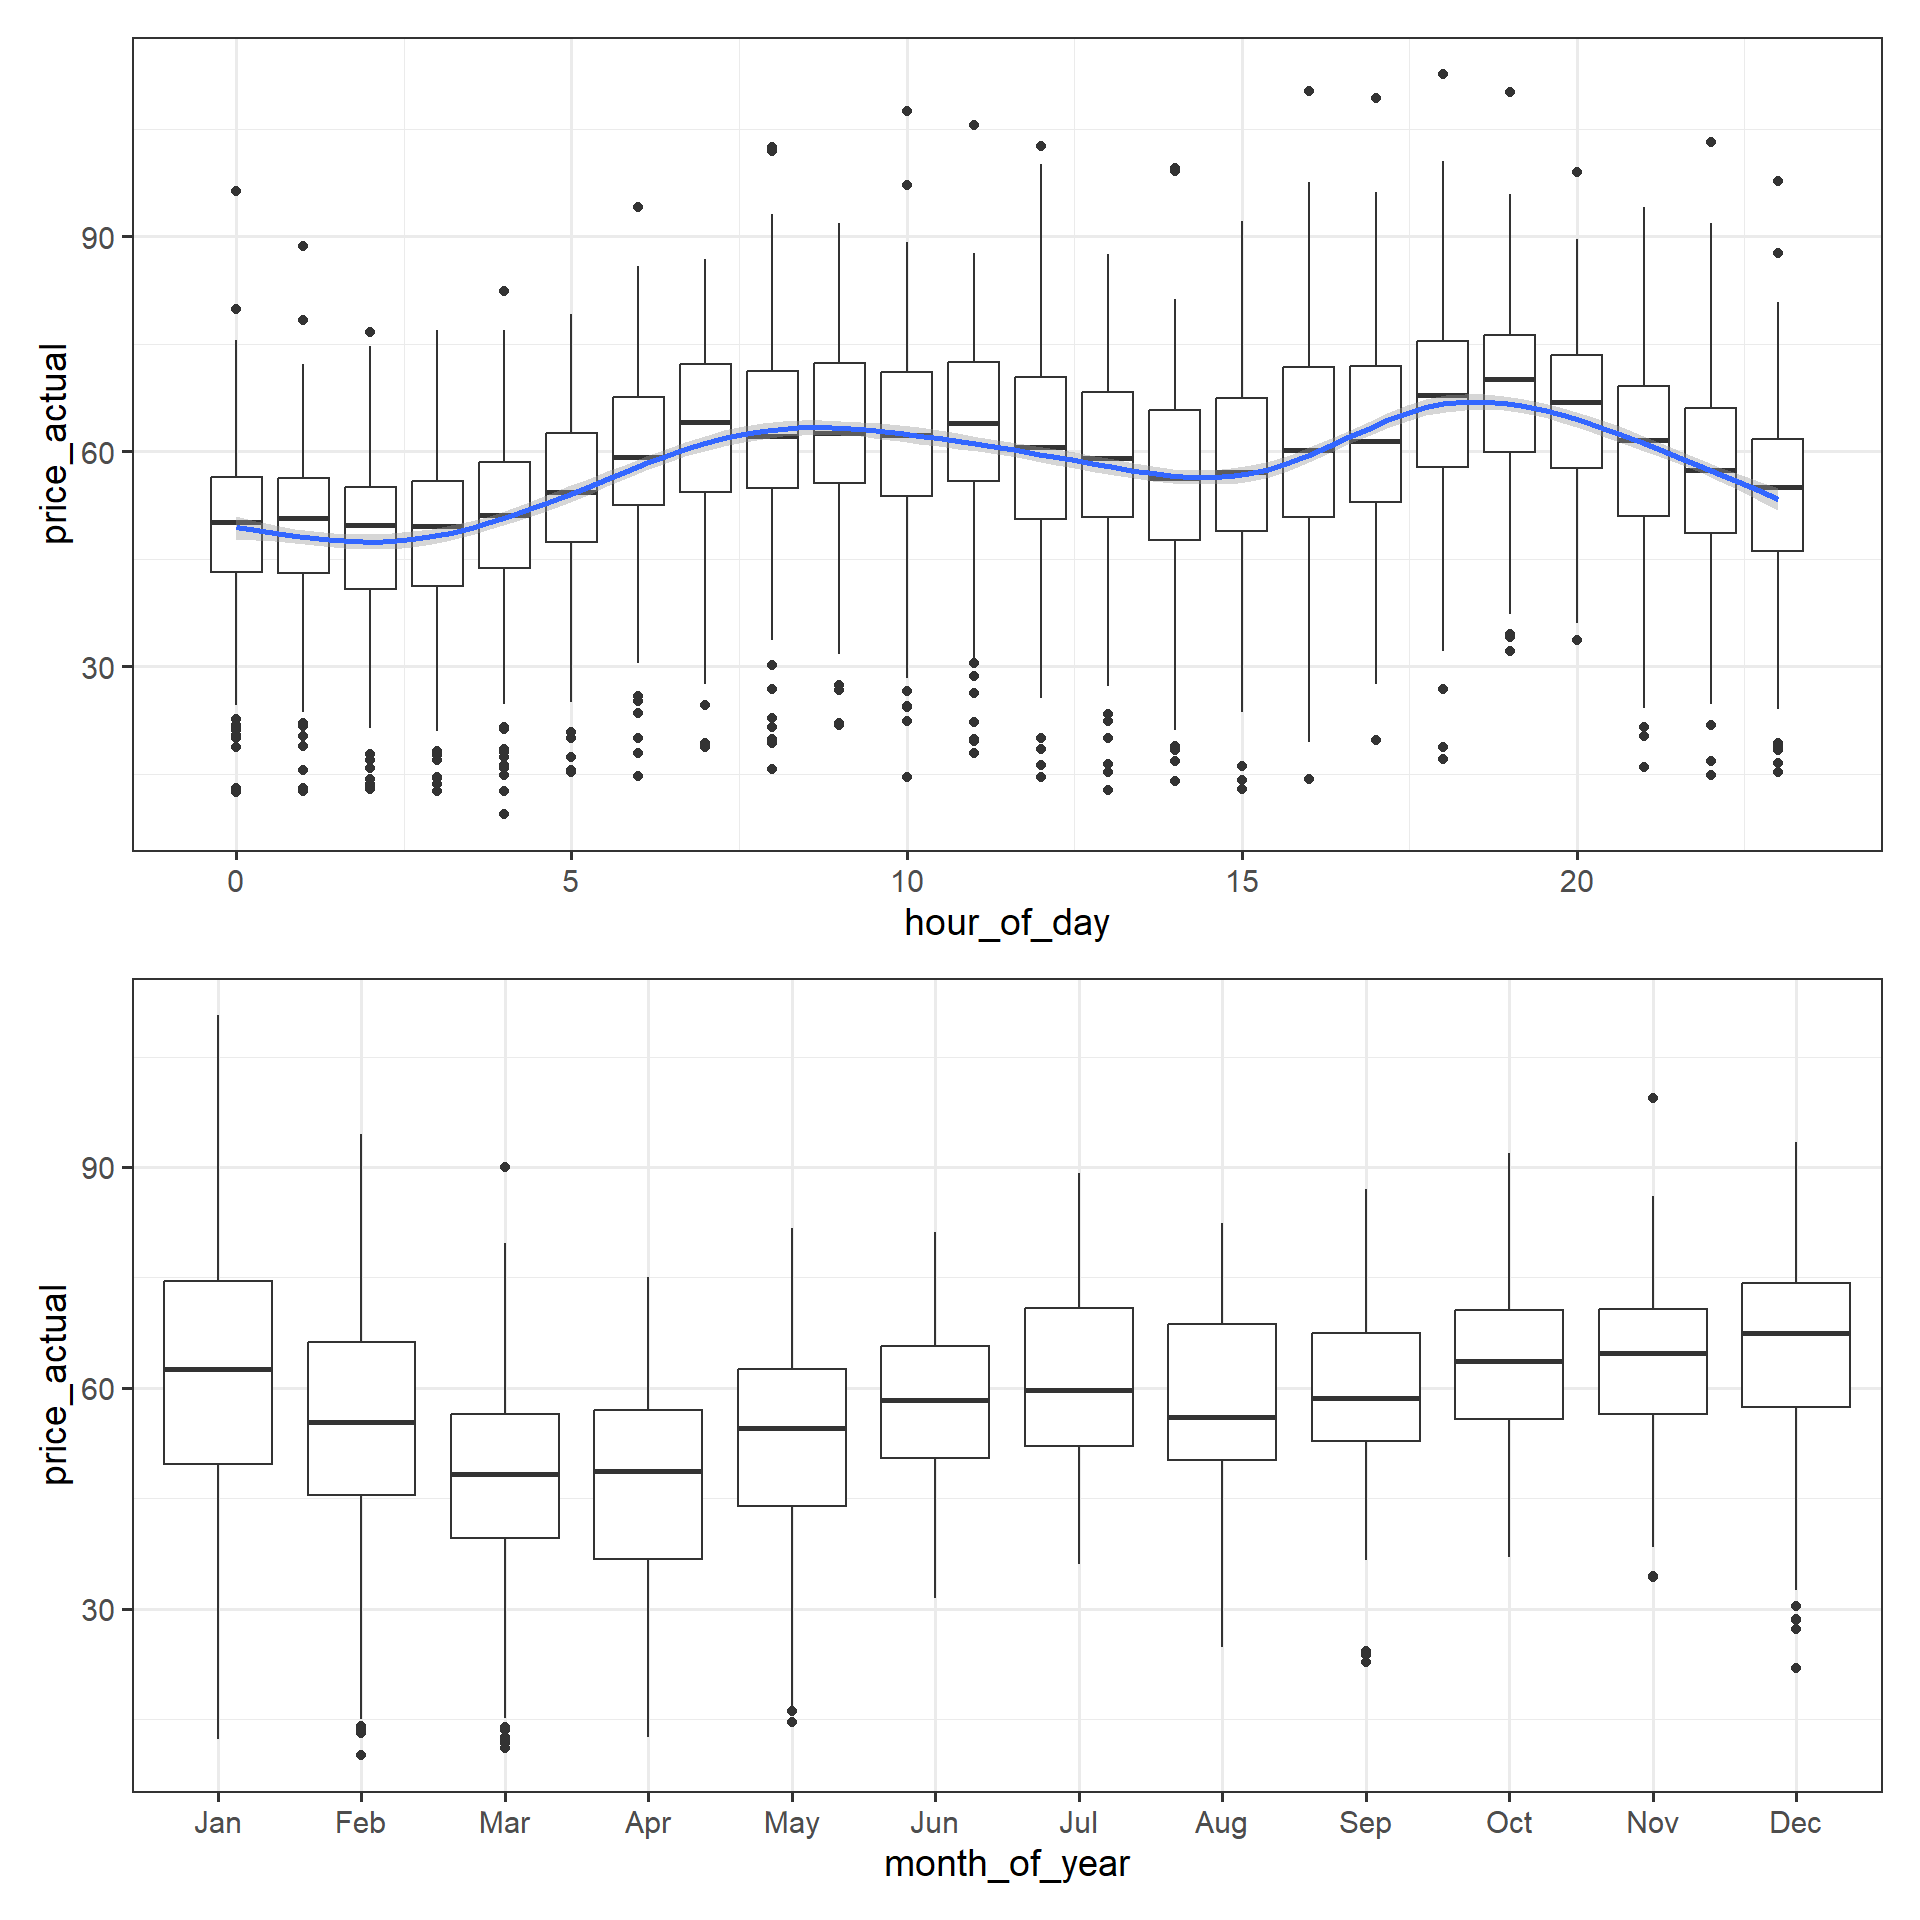 price_actual
90
60
30
0 5 10 15 20
hour_of_day
price_actual
90
60
30
Jan Feb Mar Apr May Jun Jul Aug Sep Oct Nov Dec
month_of_year